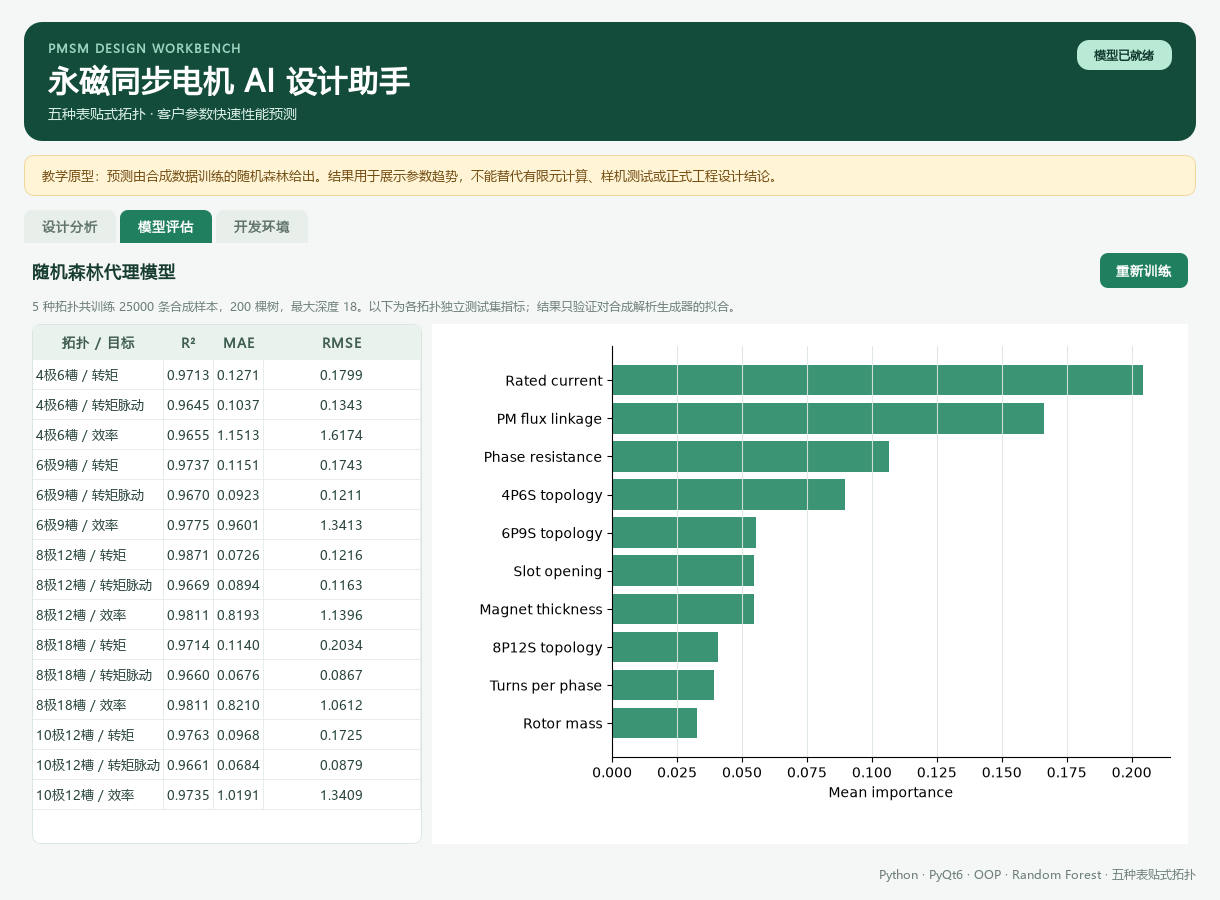 PMSM DESIGN WORKBENCH
永磁同步电机 AI 设计助手
五种表贴式拓扑 · 客户参数快速性能预测
模型已就绪
教学原型：预测由合成数据训练的随机森林给出。结果用于展示参数趋势，不能替代有限元计算、样机测试或正式工程设计结论。
设计分析 模型评估 开发环境
随机森林代理模型
重新训练
5 种拓扑共训练 25000 条合成样本，200 棵树，最大深度 18。以下为各拓扑独立测试集指标；结果只验证对合成解析生成器的拟合。
拓扑 / 目标 R² MAE RMSE
4极6槽 / 转矩 0.9713 0.1271 0.1799
4极6槽 / 转矩脉动 0.9645 0.1037 0.1343
4极6槽 / 效率 0.9655 1.1513 1.6174
6极9槽 / 转矩 0.9737 0.1151 0.1743
6极9槽 / 转矩脉动 0.9670 0.0923 0.1211
6极9槽 / 效率 0.9775 0.9601 1.3413
8极12槽 / 转矩 0.9871 0.0726 0.1216
8极12槽 / 转矩脉动 0.9669 0.0894 0.1163
8极12槽 / 效率 0.9811 0.8193 1.1396
8极18槽 / 转矩 0.9714 0.1140 0.2034
8极18槽 / 转矩脉动 0.9660 0.0676 0.0867
8极18槽 / 效率 0.9811 0.8210 1.0612
10极12槽 / 转矩 0.9763 0.0968 0.1725
10极12槽 / 转矩脉动 0.9661 0.0684 0.0879
10极12槽 / 效率 0.9735 1.0191 1.3409
Rated current
PM flux linkage
Phase resistance
4P6S topology
6P9S topology
Slot opening
Magnet thickness
8P12S topology
Turns per phase
Rotor mass
0.000 0.025 0.050 0.075 0.100 0.125 0.150 0.175 0.200
Mean importance
Python · PyQt6 · OOP · Random Forest · 五种表贴式拓扑